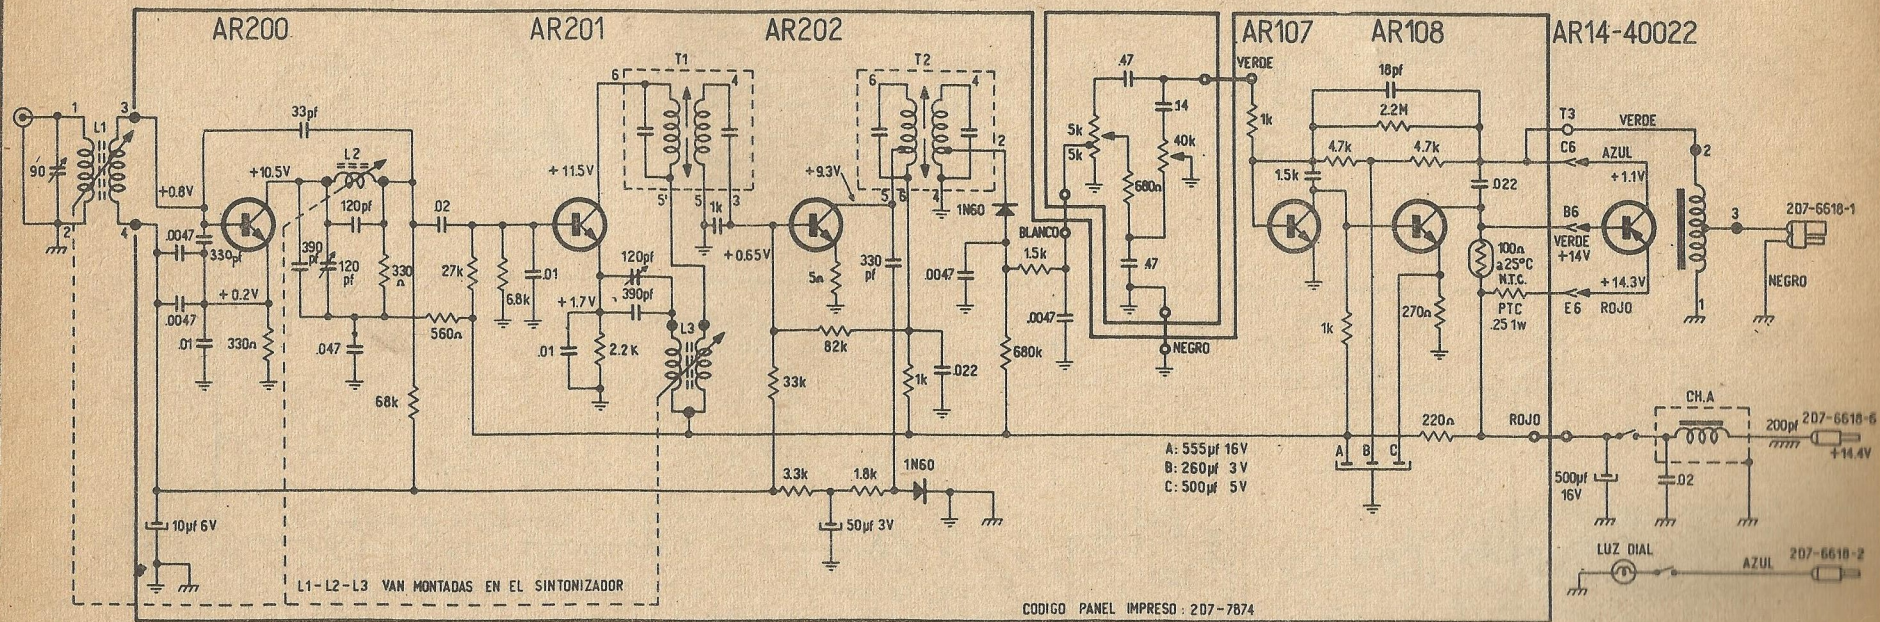 AR200 AR201 AR202 AR107 AR108 AR14-40022
T1 T2
VERDE
.47
18pf
6 4 6
2.2M
T3
VERDE
1 3
33pf
L1
L2
.14
1k
5k
5k
40k
4.7k 4.7k
C6
AZUL
2
2
90
+10.5V
+11.5V
+9.3V
1.5k
.022
+1.1V
+0.8V
120pf
5' 5 3
1k
5 6 4
1N60
680Ω
B6
VERDE
+14V
3
207-6618-1
2 4
.02
BLANCO
.0047
330pf
390pf
120pf
330Ω
27k
6.8k
.01
120pf
390pf
+0.65V
5Ω
330pf
.0047
1.5k
.47
100Ω
a 25°C
N.T.C.
PTC
.25 1w
+14.3V
E6 ROJO
NEGRO
+0.2V
+1.7V
.0047
.01
330Ω
.047
560Ω
.01
2.2K
L3
82k
33k
1k
.022
680k
.0047
NEGRO
1k
270Ω
1
68k
CH.A
A: 555µf 16V
B: 260µf 3V
C: 500µf 5V
A B C
220Ω
ROJO
200pf
207-6618-6
+14.4V
3.3k 1.8k 1N60
500µf
16V
.02
10µf 6V
50µf 3V
LUZ DIAL
AZUL
207-6618-2
L1-L2-L3 VAN MONTADAS EN EL SINTONIZADOR
CODIGO PANEL IMPRESO: 207-7874